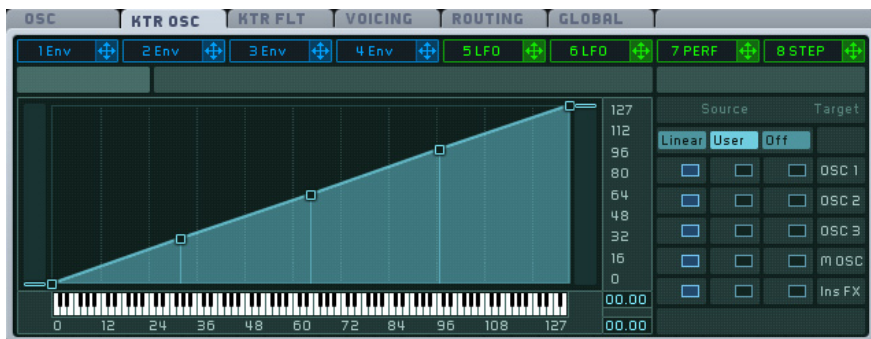 OSC KTR OSC KTR FLT VOICING ROUTING GLOBAL
1 Env 2 Env 3 Env 4 Env 5 LFO 6 LFO 7 PERF 8 STEP
127 Source Target
112
Linear User Off
96
80 OSC 1
64 OSC 2
48
32 OSC 3
16 M OSC
0 Ins FX
00.00
0 12 24 36 48 60 72 84 96 108 127 00.00